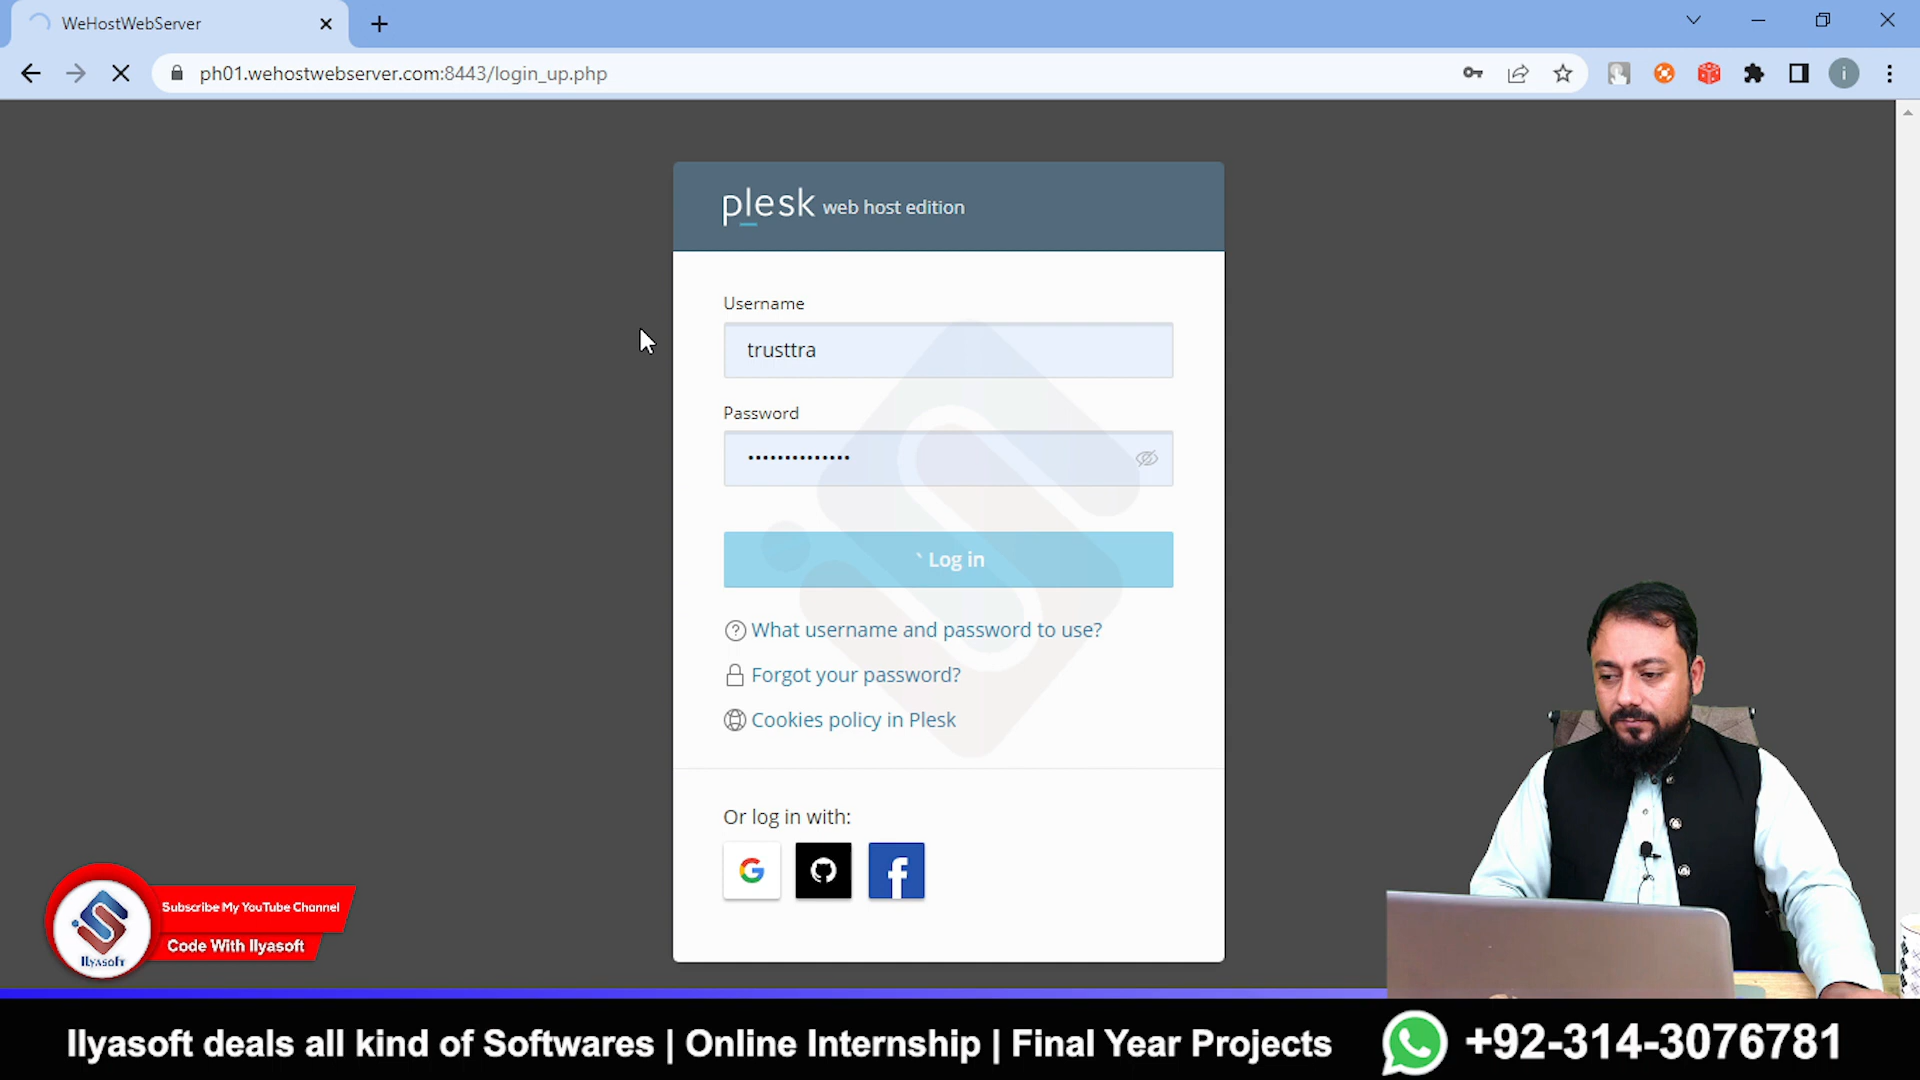 WeHostWebServer
ph01.wehostwebserver.com:8443/login_up.php
i
plesk web host edition
Username
trusttra
Password
••••••••••••••
Log in
What username and password to use?
Forgot your password?
Cookies policy in Plesk
Or log in with:
Subscribe My YouTube Channel
Code With Ilyasoft
Ilyasoft
Ilyasoft deals all kind of Softwares | Online Internship | Final Year Projects
+92-314-3076781